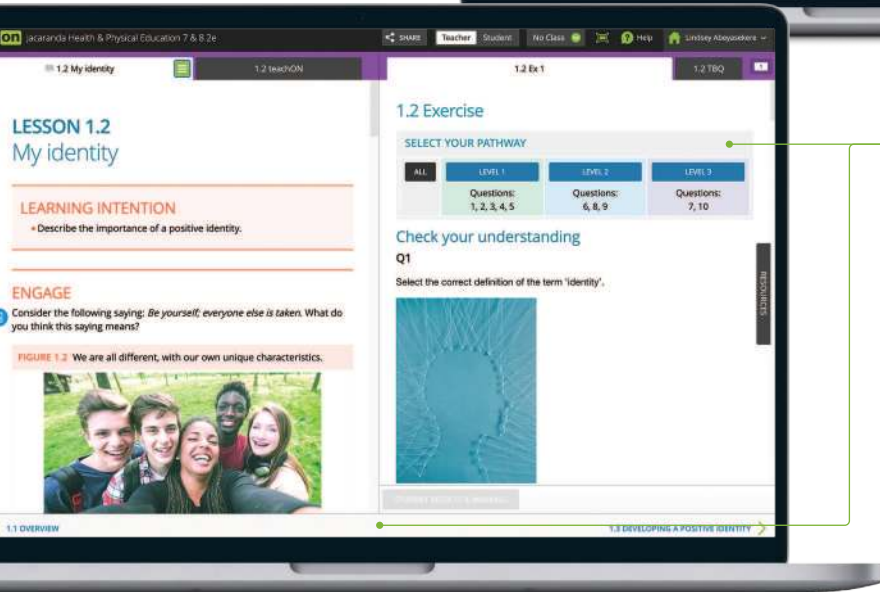 on Jacaranda Health & Physical Education 7 & 8 2e
SHARE Teacher Student No Class Help Lindsey Abeyasekera
1.2 My identity
1.2 teachON
1.2 Ex 1
1.2 TBQ
LESSON 1.2
My identity
LEARNING INTENTION
• Describe the importance of a positive identity.
ENGAGE
Consider the following saying: Be yourself; everyone else is taken. What do
you think this saying means?
FIGURE 1.2 We are all different, with our own unique characteristics.
1.1 OVERVIEW
1.2 Exercise
SELECT YOUR PATHWAY
ALL
LEVEL 1
LEVEL 2
LEVEL 3
Questions:
1, 2, 3, 4, 5
Questions:
6, 8, 9
Questions:
7, 10
Check your understanding
Q1
Select the correct definition of the term 'identity'.
RESOURCES
1.3 DEVELOPING A POSITIVE IDENTITY